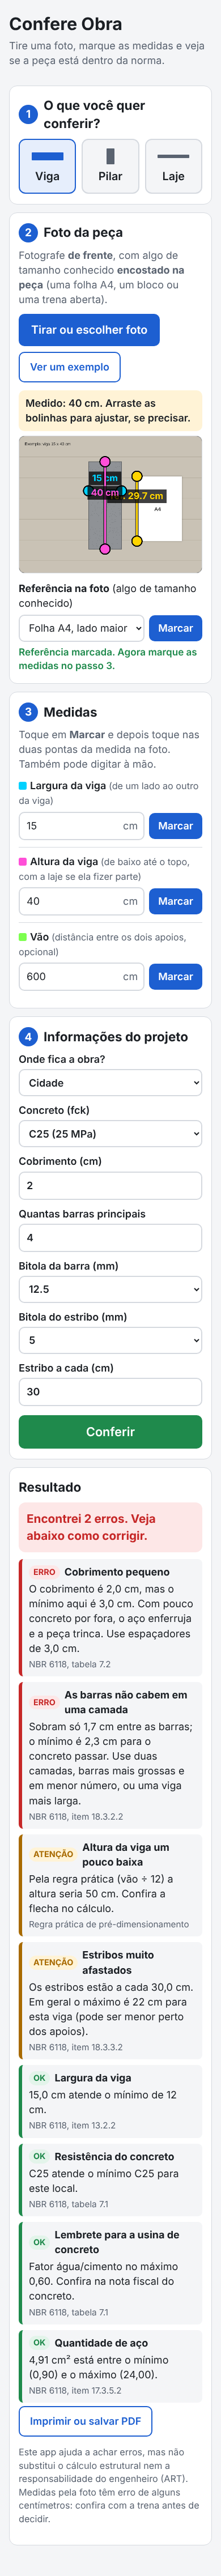 Confere Obra
Tire uma foto, marque as medidas e veja
se a peça está dentro da norma.
1 O que você quer
conferir?
Viga
Pilar
Laje
2 Foto da peça
Fotografe de frente, com algo de
tamanho conhecido encostado na
peça (uma folha A4, um bloco ou
uma trena aberta).
Tirar ou escolher foto
Ver um exemplo
Medido: 40 cm. Arraste as
bolinhas para ajustar, se precisar.
Exemplo: viga 15 x 40 cm
15 cm
40 cm
29.7 cm
A4
Referência na foto (algo de tamanho
conhecido)
Folha A4, lado maior
Marcar
Referência marcada. Agora marque as
medidas no passo 3.
3 Medidas
Toque em Marcar e depois toque nas
duas pontas da medida na foto.
Também pode digitar à mão.
Largura da viga (de um lado ao outro
da viga)
15 cm
Marcar
Altura da viga (de baixo até o topo,
com a laje se ela fizer parte)
40 cm
Marcar
Vão (distância entre os dois apoios,
opcional)
600 cm
Marcar
4 Informações do projeto
Onde fica a obra?
Cidade
Concreto (fck)
C25 (25 MPa)
Cobrimento (cm)
2
Quantas barras principais
4
Bitola da barra (mm)
12.5
Bitola do estribo (mm)
5
Estribo a cada (cm)
30
Conferir
Resultado
Encontrei 2 erros. Veja
abaixo como corrigir.
ERRO Cobrimento pequeno
O cobrimento é 2,0 cm, mas o
mínimo aqui é 3,0 cm. Com pouco
concreto por fora, o aço enferruja
e a peça trinca. Use espaçadores
de 3,0 cm.
NBR 6118, tabela 7.2
ERRO As barras não cabem em
uma camada
Sobram só 1,7 cm entre as barras;
o mínimo é 2,3 cm para o
concreto passar. Use duas
camadas, barras mais grossas e
em menor número, ou uma viga
mais larga.
NBR 6118, item 18.3.2.2
ATENÇÃO Altura da viga um
pouco baixa
Pela regra prática (vão ÷ 12) a
altura seria 50 cm. Confira a
flecha no cálculo.
Regra prática de pré-dimensionamento
ATENÇÃO Estribos muito
afastados
Os estribos estão a cada 30,0 cm.
Em geral o máximo é 22 cm para
esta viga (pode ser menor perto
dos apoios).
NBR 6118, item 18.3.3.2
OK Largura da viga
15,0 cm atende o mínimo de 12
cm.
NBR 6118, item 13.2.2
OK Resistência do concreto
C25 atende o mínimo C25 para
este local.
NBR 6118, tabela 7.1
OK Lembrete para a usina de
concreto
Fator água/cimento no máximo
0,60. Confira na nota fiscal do
concreto.
NBR 6118, tabela 7.1
OK Quantidade de aço
4,91 cm² está entre o mínimo
(0,90) e o máximo (24,00).
NBR 6118, item 17.3.5.2
Imprimir ou salvar PDF
Este app ajuda a achar erros, mas não
substitui o cálculo estrutural nem a
responsabilidade do engenheiro (ART).
Medidas pela foto têm erro de alguns
centímetros: confira com a trena antes de
decidir.